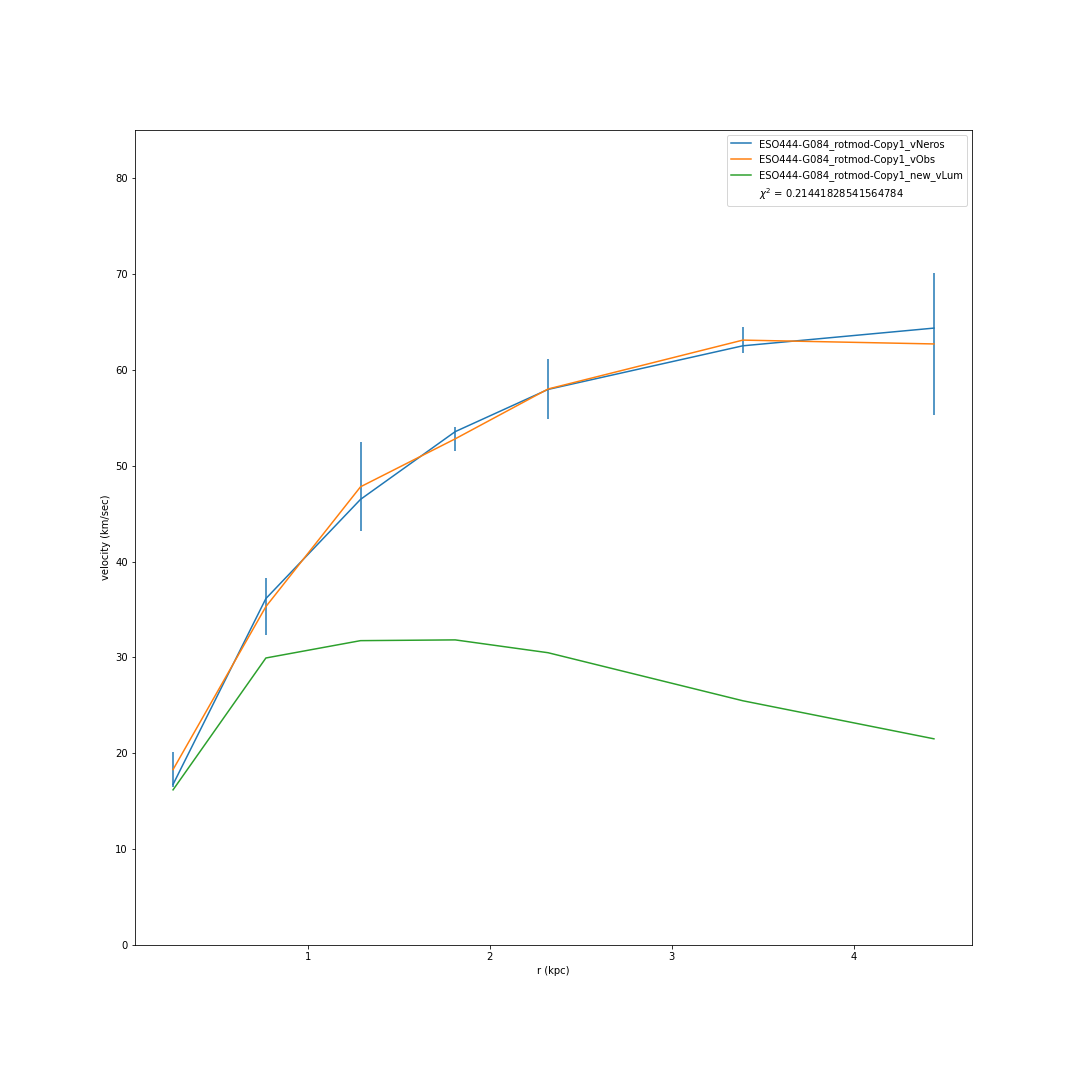 ESO444-G084_rotmod-Copy1_vNeros
ESO444-G084_rotmod-Copy1_vObs
ESO444-G084_rotmod-Copy1_new_vLum
χ² = 0.21441828541564784
80
70
60
50
40
30
20
10
0
velocity (km/sec)
1 2 3 4
r (kpc)